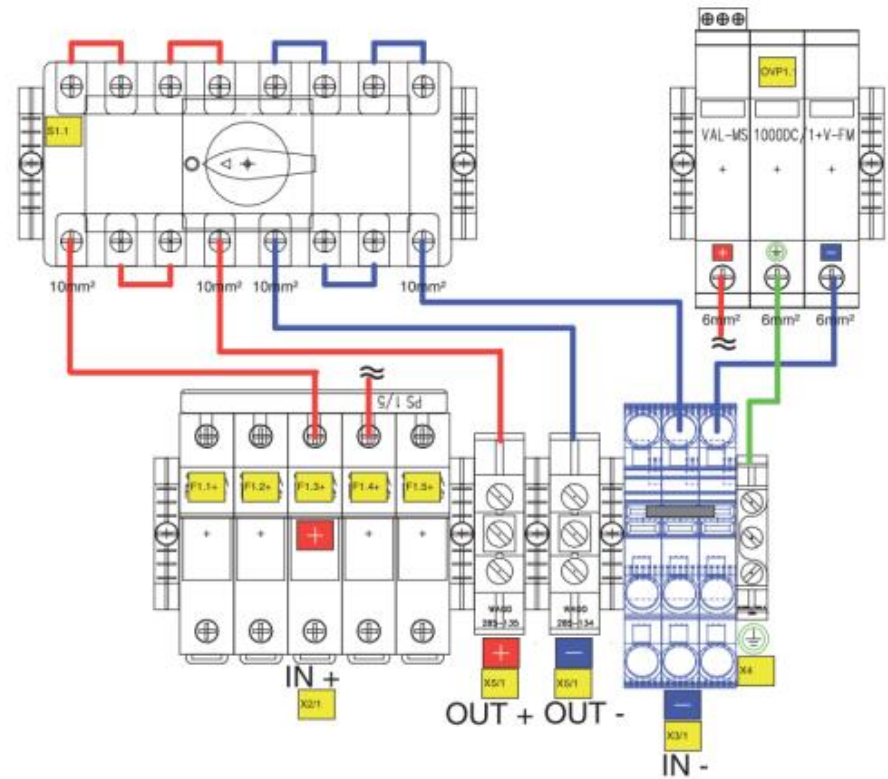 OVP1.1
S1.1
VAL-MS 1000DC/1+V-FM
+ + +
+ -
10mm² 10mm² 10mm² 10mm²
6mm² 6mm² 6mm²
PS 1/5
F1.1+ F1.2+ F1.3+ F1.4+ F1.5+
+ + + + +
WAGO WAGO
285-135 285-134
+ -
X5/1 X6/1
X4
IN +
X2/1
OUT + OUT -
-
X3/1
IN -